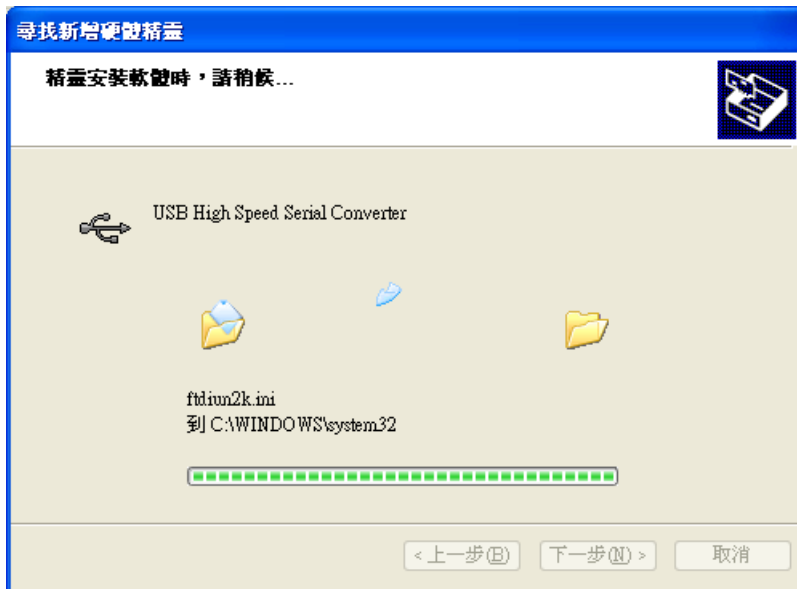 尋找新增硬體精靈
精靈安裝軟體時，請稍候...
USB High Speed Serial Converter
ftdiun2k.ini
到 C:\WINDOWS\system32
<上一步(B)
下一步(N)>
取消